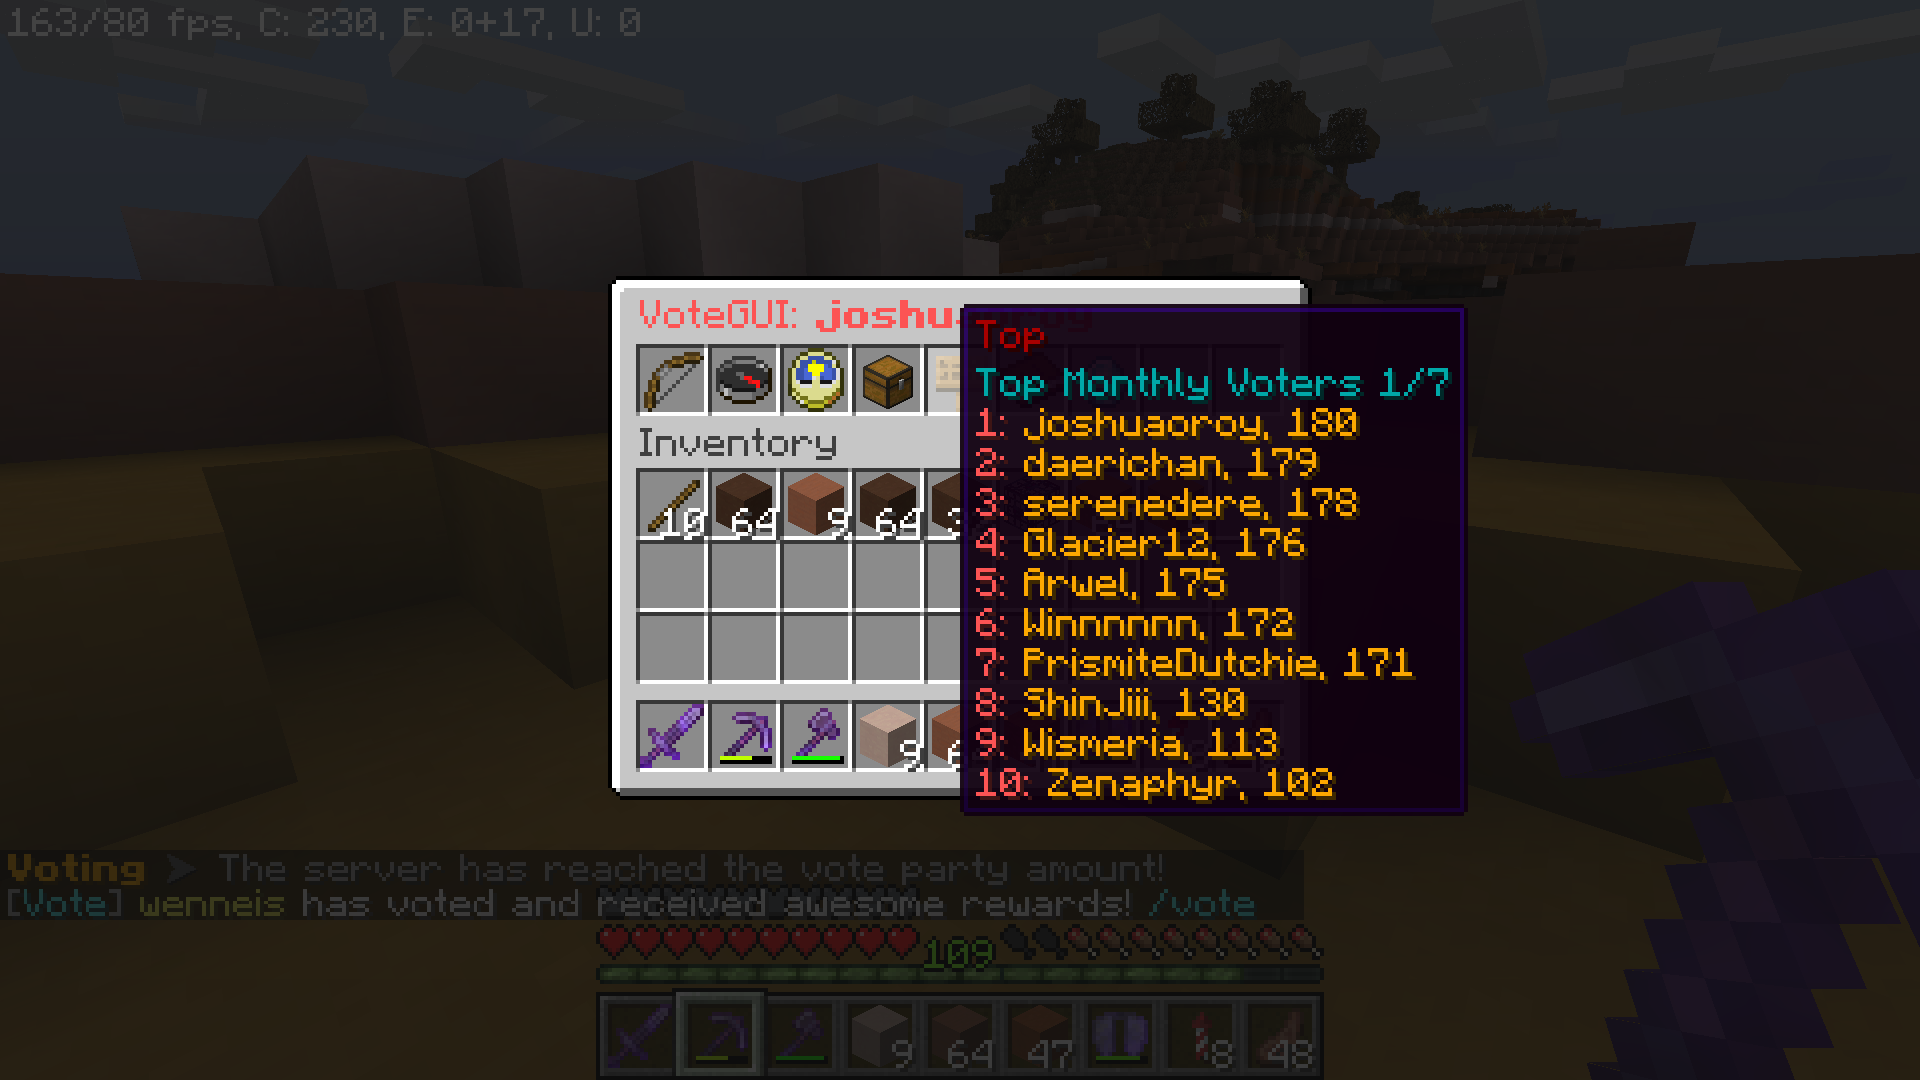 163/80 fps, C: 230, E: 0+17, U: 0
VoteGUI: joshuaoroy
Top
Top Monthly Voters 1/7
1: joshuaoroy, 180
2: daerichan, 179
3: serenedere, 178
4: Glacier12, 176
5: Arwel, 175
6: Winnnnnn, 172
7: PrismiteDutchie, 171
8: ShinJiii, 130
9: Wismeria, 113
10: Zenaphyr, 102
Inventory
10 64 9 64
9
Voting ➤ The server has reached the vote party amount!
[Vote] wenneis has voted and received awesome rewards! /vote
109
9 64 47 8 48